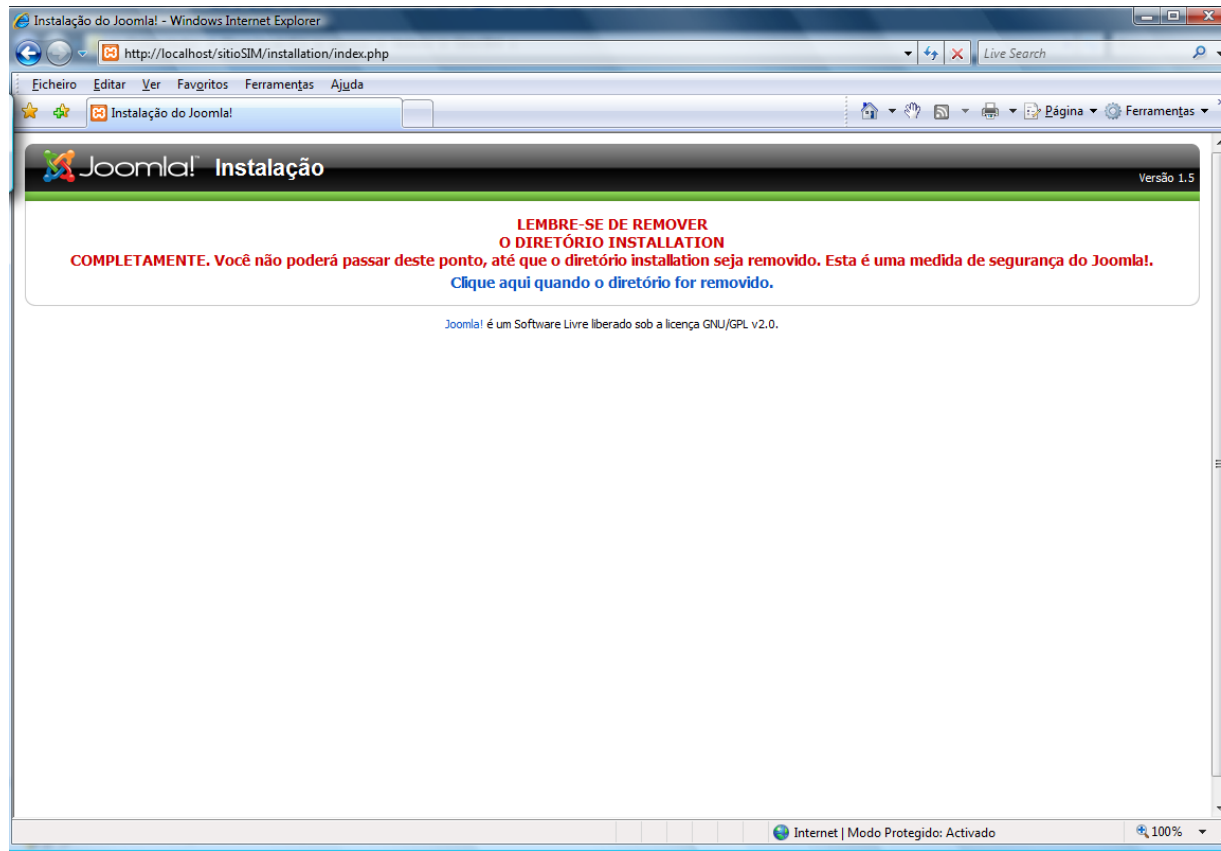 Instalação do Joomla! - Windows Internet Explorer
http://localhost/sitioSIM/installation/index.php
Live Search
Ficheiro Editar Ver Favoritos Ferramentas Ajuda
Instalação do Joomla!
Página Ferramentas
Joomla! Instalação
Versão 1.5
LEMBRE-SE DE REMOVER
O DIRETÓRIO INSTALLATION
COMPLETAMENTE. Você não poderá passar deste ponto, até que o diretório installation seja removido. Esta é uma medida de segurança do Joomla!.
Clique aqui quando o diretório for removido.
Joomla! é um Software Livre liberado sob a licença GNU/GPL v2.0.
Internet | Modo Protegido: Activado
100%